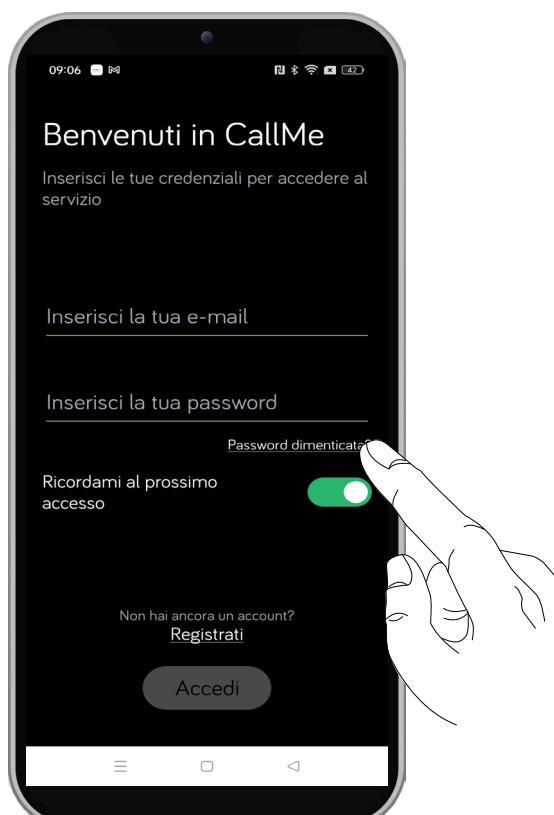 09:06
42
Benvenuti in CallMe
Inserisci le tue credenziali per accedere al
servizio
Inserisci la tua e-mail
Inserisci la tua password
Password dimenticata?
Ricordami al prossimo
accesso
Non hai ancora un account?
Registrati
Accedi